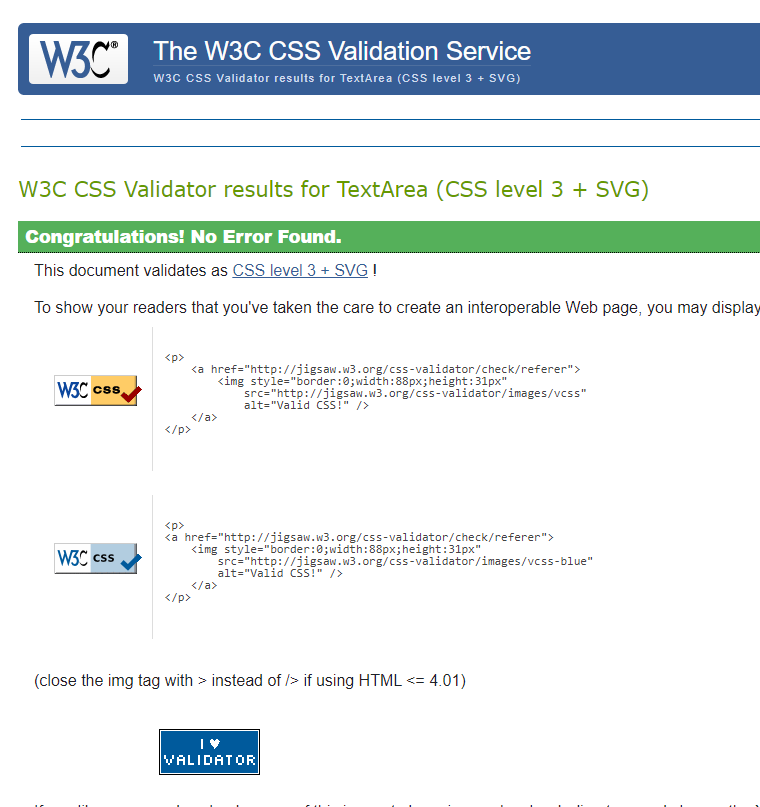 W3C®
The W3C CSS Validation Service
W3C CSS Validator results for TextArea (CSS level 3 + SVG)
W3C CSS Validator results for TextArea (CSS level 3 + SVG)
Congratulations! No Error Found.
This document validates as CSS level 3 + SVG !
To show your readers that you've taken the care to create an interoperable Web page, you may display
<p>
<a href="http://jigsaw.w3.org/css-validator/check/referer">
<img style="border:0;width:88px;height:31px"
src="http://jigsaw.w3.org/css-validator/images/vcss"
alt="Valid CSS!" />
</a>
</p>
W3C css
<p>
<a href="http://jigsaw.w3.org/css-validator/check/referer">
<img style="border:0;width:88px;height:31px"
src="http://jigsaw.w3.org/css-validator/images/vcss-blue"
alt="Valid CSS!" />
</a>
</p>
W3C css
(close the img tag with > instead of /> if using HTML <= 4.01)
I ♥
VALIDATOR